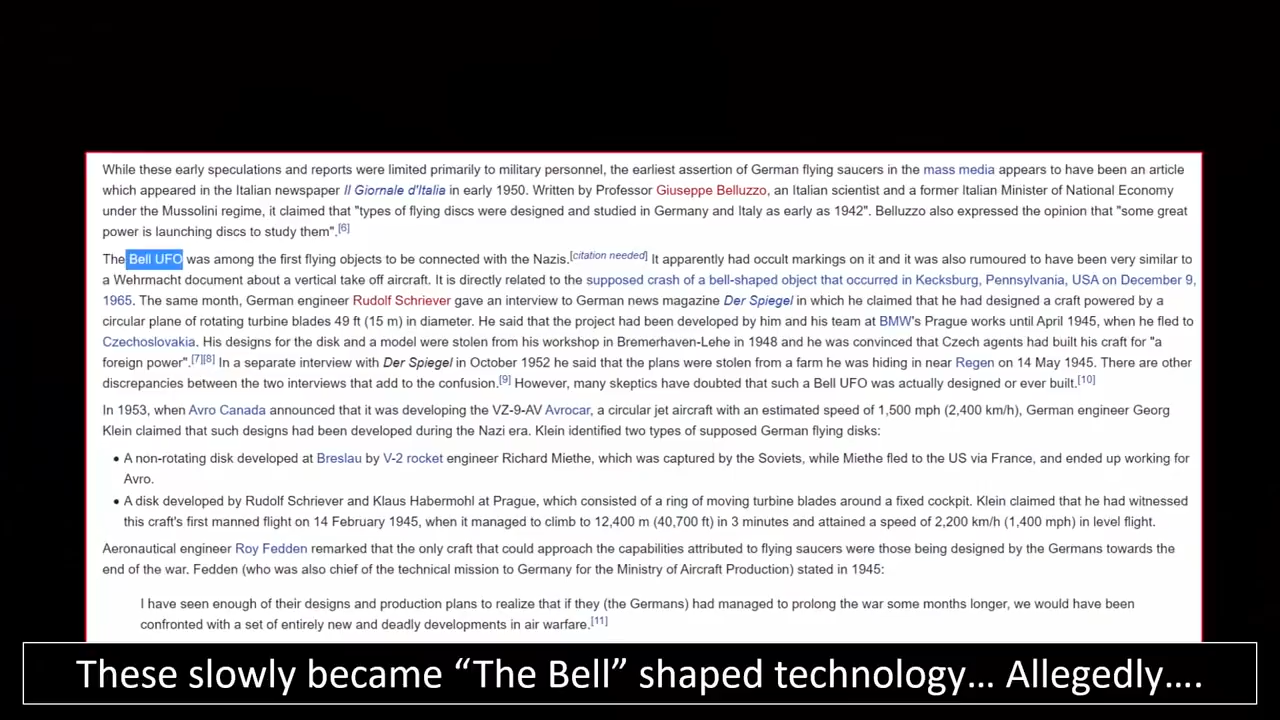 While these early speculations and reports were limited primarily to military personnel, the earliest assertion of German flying saucers in the mass media appears to have been an article
which appeared in the Italian newspaper Il Giornale d'Italia in early 1950. Written by Professor Giuseppe Belluzzo, an Italian scientist and a former Italian Minister of National Economy
under the Mussolini regime, it claimed that "types of flying discs were designed and studied in Germany and Italy as early as 1942". Belluzzo also expressed the opinion that "some great
power is launching discs to study them".[6]
The Bell UFO was among the first flying objects to be connected with the Nazis.[citation needed] It apparently had occult markings on it and it was also rumoured to have been very similar to
a Wehrmacht document about a vertical take off aircraft. It is directly related to the supposed crash of a bell-shaped object that occurred in Kecksburg, Pennsylvania, USA on December 9,
1965. The same month, German engineer Rudolf Schriever gave an interview to German news magazine Der Spiegel in which he claimed that he had designed a craft powered by a
circular plane of rotating turbine blades 49 ft (15 m) in diameter. He said that the project had been developed by him and his team at BMW's Prague works until April 1945, when he fled to
Czechoslovakia. His designs for the disk and a model were stolen from his workshop in Bremerhaven-Lehe in 1948 and he was convinced that Czech agents had built his craft for "a
foreign power".[7][8] In a separate interview with Der Spiegel in October 1952 he said that the plans were stolen from a farm he was hiding in near Regen on 14 May 1945. There are other
discrepancies between the two interviews that add to the confusion.[9] However, many skeptics have doubted that such a Bell UFO was actually designed or ever built.[10]
In 1953, when Avro Canada announced that it was developing the VZ-9-AV Avrocar, a circular jet aircraft with an estimated speed of 1,500 mph (2,400 km/h), German engineer Georg
Klein claimed that such designs had been developed during the Nazi era. Klein identified two types of supposed German flying disks:
• A non-rotating disk developed at Breslau by V-2 rocket engineer Richard Miethe, which was captured by the Soviets, while Miethe fled to the US via France, and ended up working for
Avro.
• A disk developed by Rudolf Schriever and Klaus Habermohl at Prague, which consisted of a ring of moving turbine blades around a fixed cockpit. Klein claimed that he had witnessed
this craft's first manned flight on 14 February 1945, when it managed to climb to 12,400 m (40,700 ft) in 3 minutes and attained a speed of 2,200 km/h (1,400 mph) in level flight.
Aeronautical engineer Roy Fedden remarked that the only craft that could approach the capabilities attributed to flying saucers were those being designed by the Germans towards the
end of the war. Fedden (who was also chief of the technical mission to Germany for the Ministry of Aircraft Production) stated in 1945:
I have seen enough of their designs and production plans to realize that if they (the Germans) had managed to prolong the war some months longer, we would have been
confronted with a set of entirely new and deadly developments in air warfare.[11]
These slowly became “The Bell” shaped technology... Allegedly....